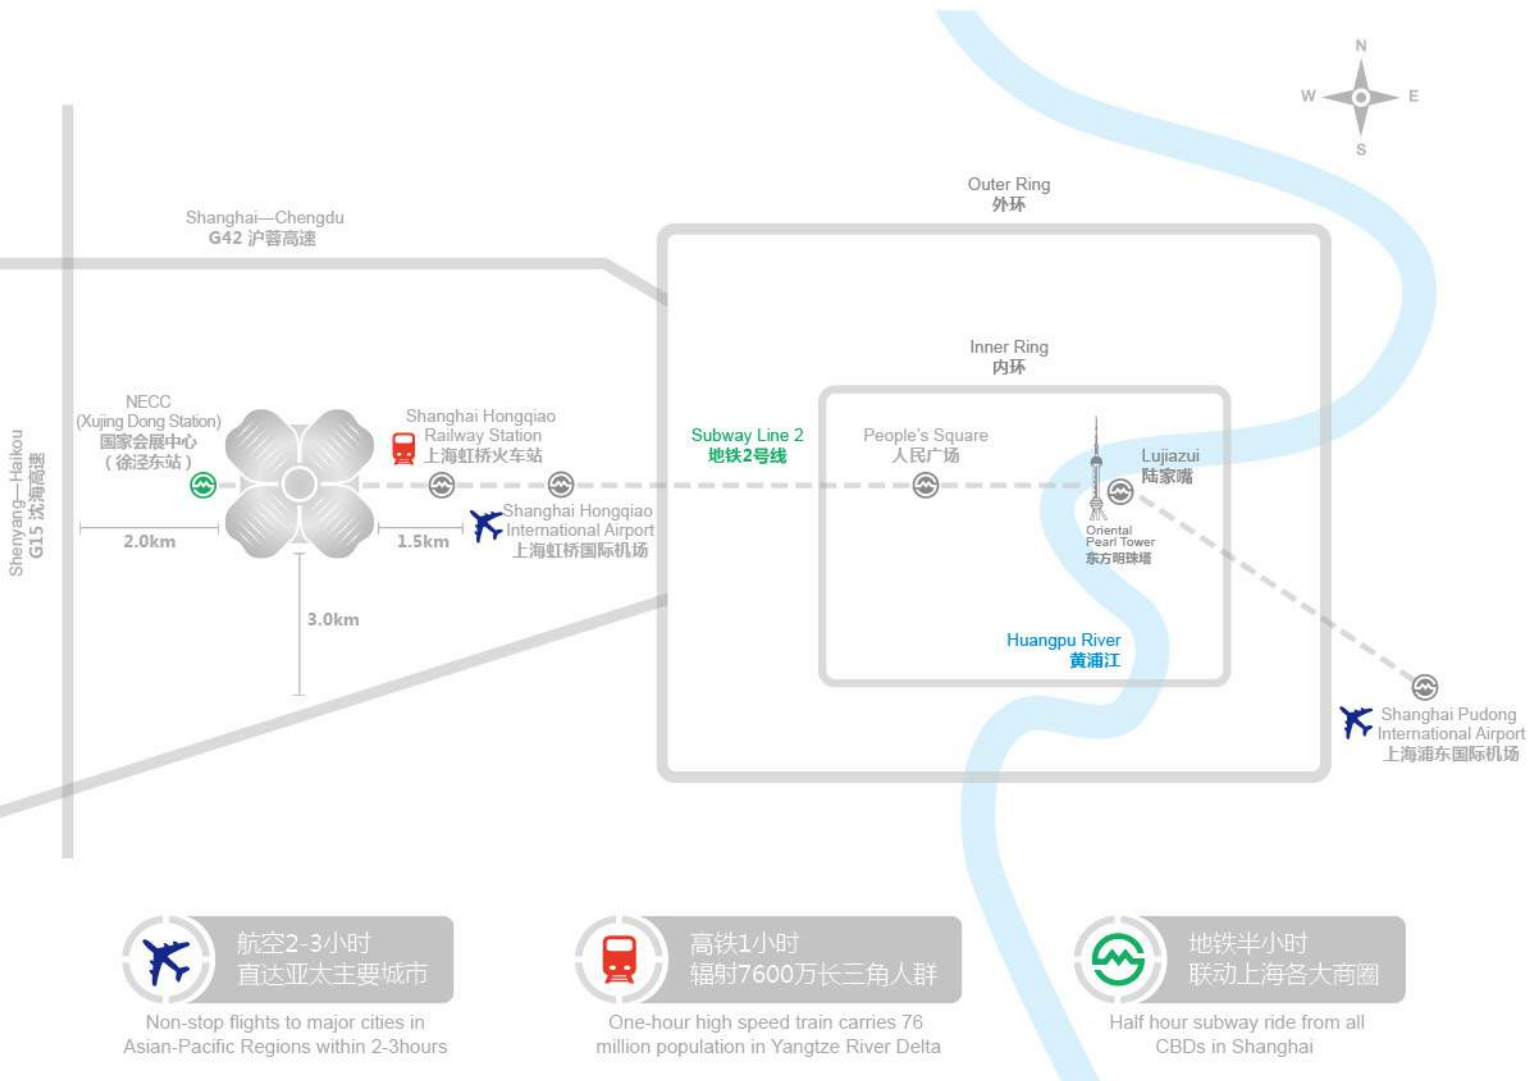 N
W
E
S
Outer Ring
外环
Shanghai—Chengdu
G42 沪蓉高速
Inner Ring
内环
NECC
(Xujing Dong Station)
国家会展中心
（徐泾东站）
Shanghai Hongqiao
Railway Station
上海虹桥火车站
Subway Line 2
地铁2号线
People's Square
人民广场
Lujiazui
陆家嘴
Shenyang—Haikou
G15 沈海高速
2.0km
1.5km
Shanghai Hongqiao
International Airport
上海虹桥国际机场
Oriental
Pearl Tower
东方明珠塔
3.0km
Huangpu River
黄浦江
Shanghai Pudong
International Airport
上海浦东国际机场
航空2-3小时
直达亚太主要城市
Non-stop flights to major cities in
Asian-Pacific Regions within 2-3hours
高铁1小时
辐射7600万长三角人群
One-hour high speed train carries 76
million population in Yangtze River Delta
地铁半小时
联动上海各大商圈
Half hour subway ride from all
CBDs in Shanghai